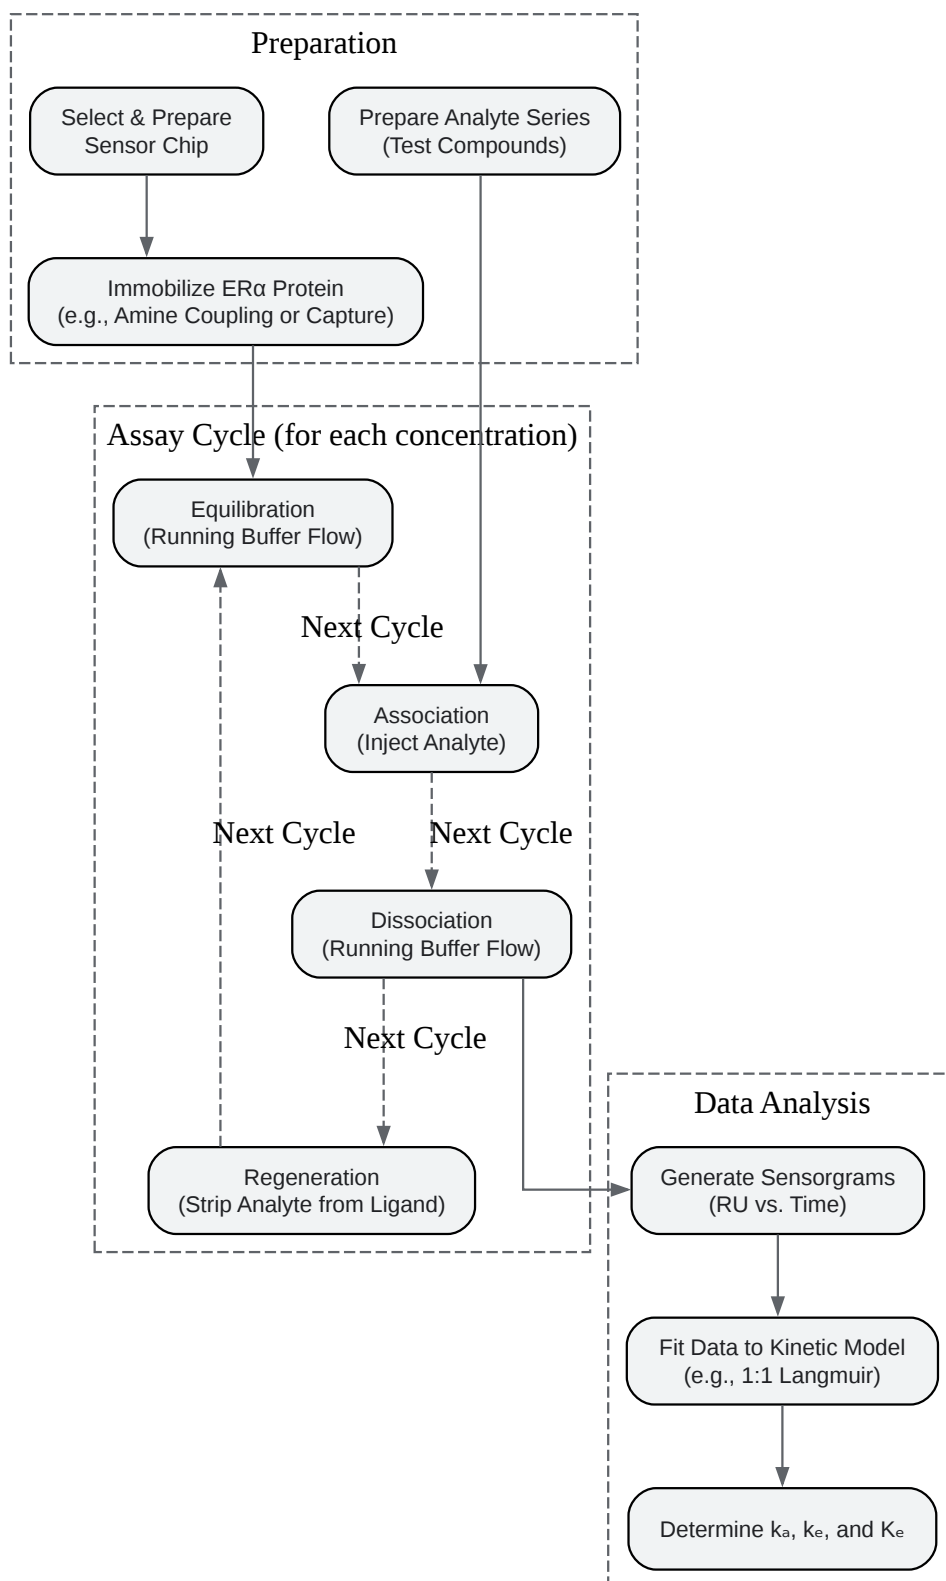 Preparation
Select & Prepare
Sensor Chip
Prepare Analyte Series
(Test Compounds)
Immobilize ERα Protein
(e.g., Amine Coupling or Capture)
Assay Cycle (for each concentration)
Equilibration
(Running Buffer Flow)
Next Cycle
Association
(Inject Analyte)
Next Cycle
Next Cycle
Dissociation
(Running Buffer Flow)
Next Cycle
Regeneration
(Strip Analyte from Ligand)
Data Analysis
Generate Sensorgrams
(RU vs. Time)
Fit Data to Kinetic Model
(e.g., 1:1 Langmuir)
Determine kₐ, kₑ, and Kₑ